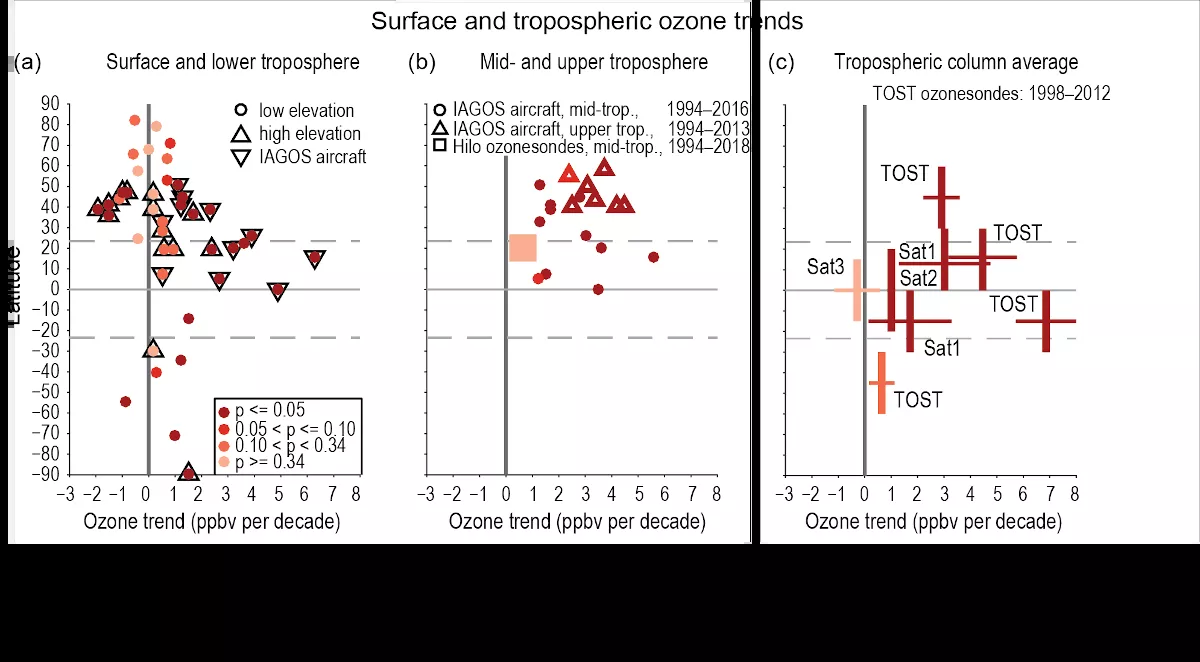 Surface and tropospheric ozone trends
(a) Surface and lower troposphere
(b) Mid- and upper troposphere
(c) Tropospheric column average
Latitude
90
80
70
60
50
40
30
20
10
0
−10
−20
−30
−40
−50
−60
−70
−80
−90
low elevation
high elevation
IAGOS aircraft
p <= 0.05
0.05 < p <= 0.10
0.10 < p < 0.34
p >= 0.34
−3 −2 −1 0 1 2 3 4 5 6 7 8
Ozone trend (ppbv per decade)
IAGOS aircraft, mid-trop., 1994–2016
IAGOS aircraft, upper trop., 1994–2013
Hilo ozonesondes, mid-trop., 1994–2018
−3 −2 −1 0 1 2 3 4 5 6 7 8
Ozone trend (ppbv per decade)
TOST ozonesondes: 1998–2012
TOST
TOST
Sat1
Sat3
Sat2
TOST
Sat1
TOST
−3 −2 −1 0 1 2 3 4 5 6 7 8
Ozone trend (ppbv per decade)